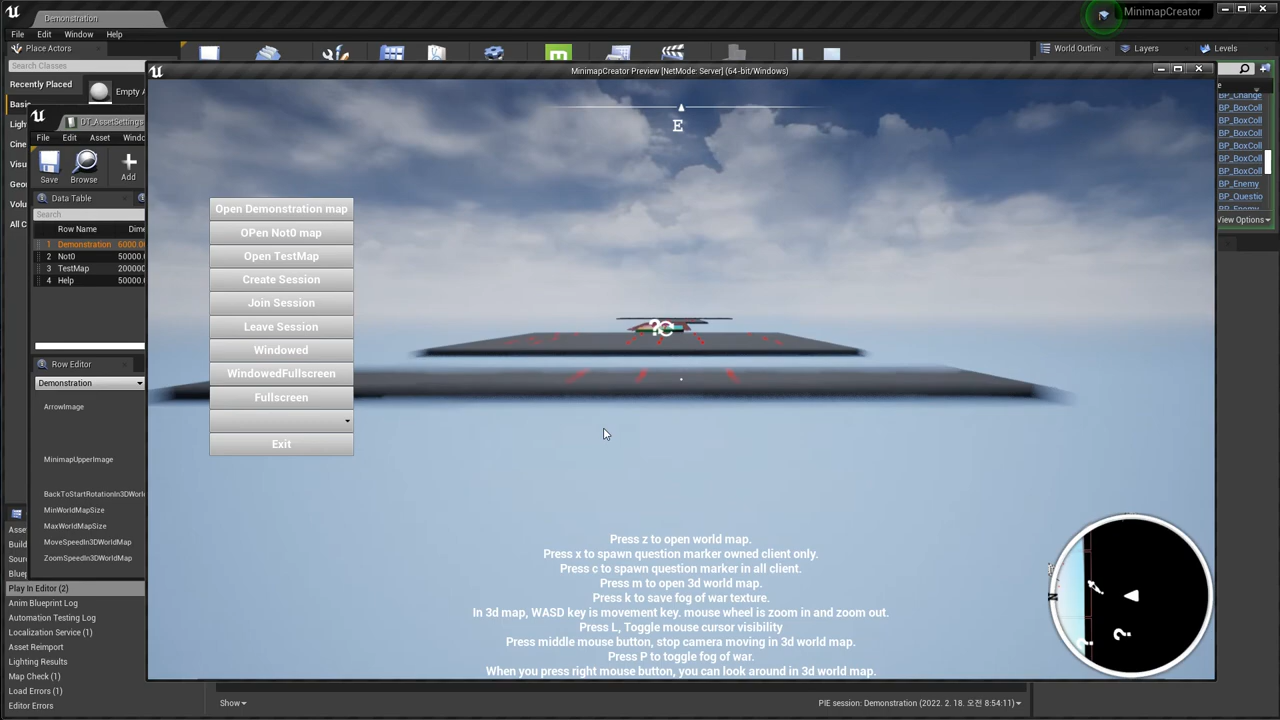 Demonstration
MinimapCreator
File Edit Window Help
Place Actors
World Outline
Layers
Levels
Search Classes
Recently Placed
Empty A
Basic
DT_AssetSettings
File Edit Asset
Save Browse Add
Data Table
Search
Row Name
1 Demonstration 6000.0
2 Not0 50000.
3 TestMap 200000
4 Help 50000.
Row Editor
Demonstration
ArrowImage
MinimapUpperImage
BackToStartRotationIn3DWorld
MinWorldMapSize
MaxWorldMapSize
MoveSpeedIn3DWorldMap
ZoomSpeedIn3DWorldMap
MinimapCreator Preview [NetMode: Server] (64-bit/Windows)
E
Open Demonstration map
OPen Not0 map
Open TestMap
Create Session
Join Session
Leave Session
Windowed
WindowedFullscreen
Fullscreen
Exit
Press z to open world map.
Press x to spawn question marker owned client only.
Press c to spawn question marker in all client.
Press m to open 3d world map.
Press k to save fog of war texture.
In 3d map, WASD key is movement key. mouse wheel is zoom in and zoom out.
Press L, Toggle mouse cursor visibility
Press middle mouse button, stop camera moving in 3d world map.
Press P to toggle fog of war.
When you press right mouse button, you can look around in 3d world map.
N
BP_Change
BP_BoxColl
BP_BoxColl
BP_BoxColl
BP_BoxColl
BP_BoxColl
BP_BoxColl
BP_Enemy
BP_Questio
BP_Enemy
View Options
Play In Editor (2)
Anim Blueprint Log
Automation Testing Log
Localization Service (1)
Asset Reimport
Lighting Results
Map Check (1)
Load Errors (1)
Editor Errors
Show
PIE session: Demonstration (2022. 2. 18. 오전 8:54:11)